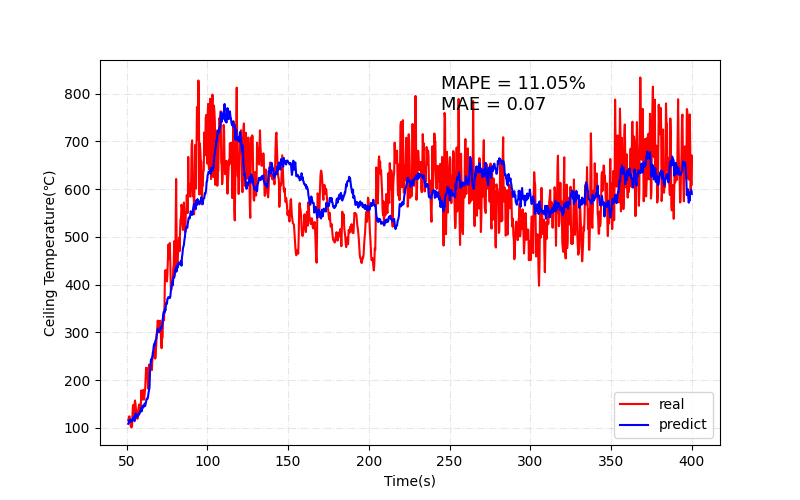 MAPE = 11.05%
MAE = 0.07
Ceiling Temperature(℃)
800
700
600
500
400
300
200
100
real
predict
50 100 150 200 250 300 350 400
Time(s)